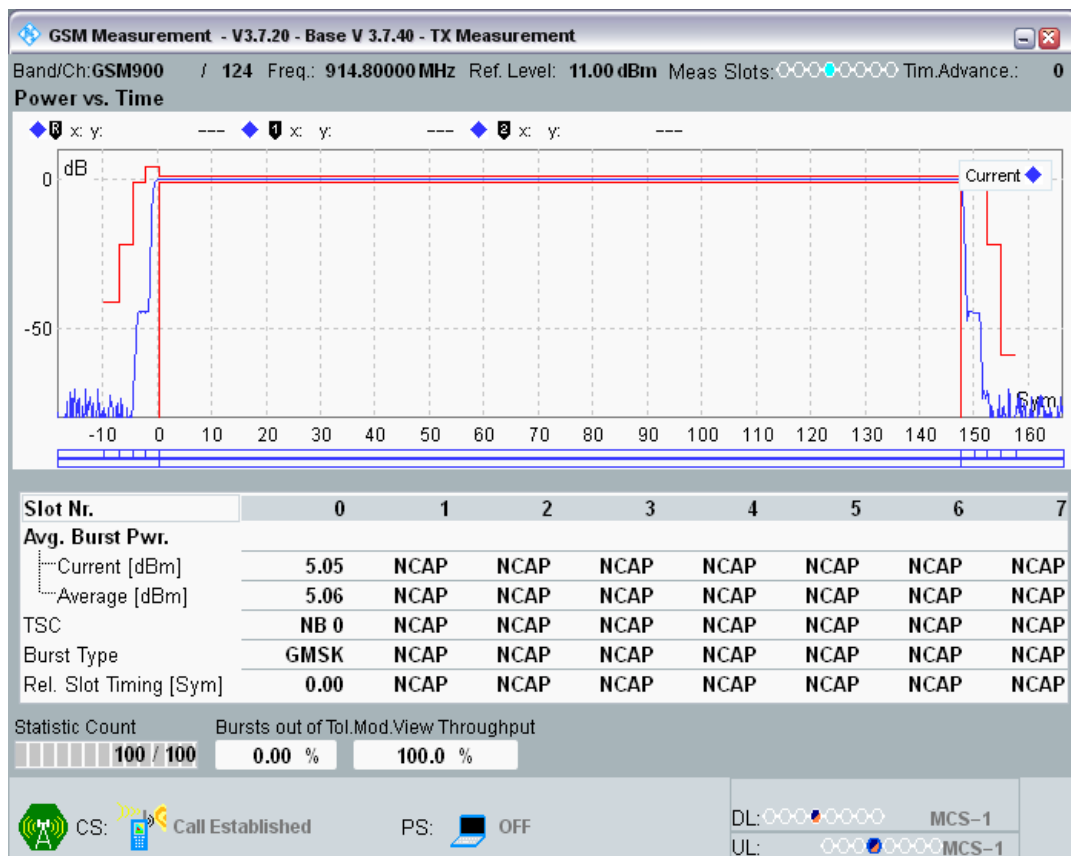 GSM Measurement - V3.7.20 - Base V 3.7.40 - TX Measurement
Band/Ch:GSM900 / 124 Freq.: 914.80000 MHz Ref. Level: 11.00 dBm Meas Slots: Tim.Advance.: 0
Power vs. Time
R x: y: --- 1 x: y: --- 2 x: y: ---
dB
Current
0
-50
Sym
-10 0 10 20 30 40 50 60 70 80 90 100 110 120 130 140 150 160
Slot Nr. 0 1 2 3 4 5 6 7
Avg. Burst Pwr.
Current [dBm] 5.05 NCAP NCAP NCAP NCAP NCAP NCAP NCAP
Average [dBm] 5.06 NCAP NCAP NCAP NCAP NCAP NCAP NCAP
TSC NB 0 NCAP NCAP NCAP NCAP NCAP NCAP NCAP
Burst Type GMSK NCAP NCAP NCAP NCAP NCAP NCAP NCAP
Rel. Slot Timing [Sym] 0.00 NCAP NCAP NCAP NCAP NCAP NCAP NCAP
Statistic Count Bursts out of Tol. Mod.View Throughput
100 / 100 0.00 % 100.0 %
CS: Call Established PS: OFF
DL: MCS-1
UL: MCS-1